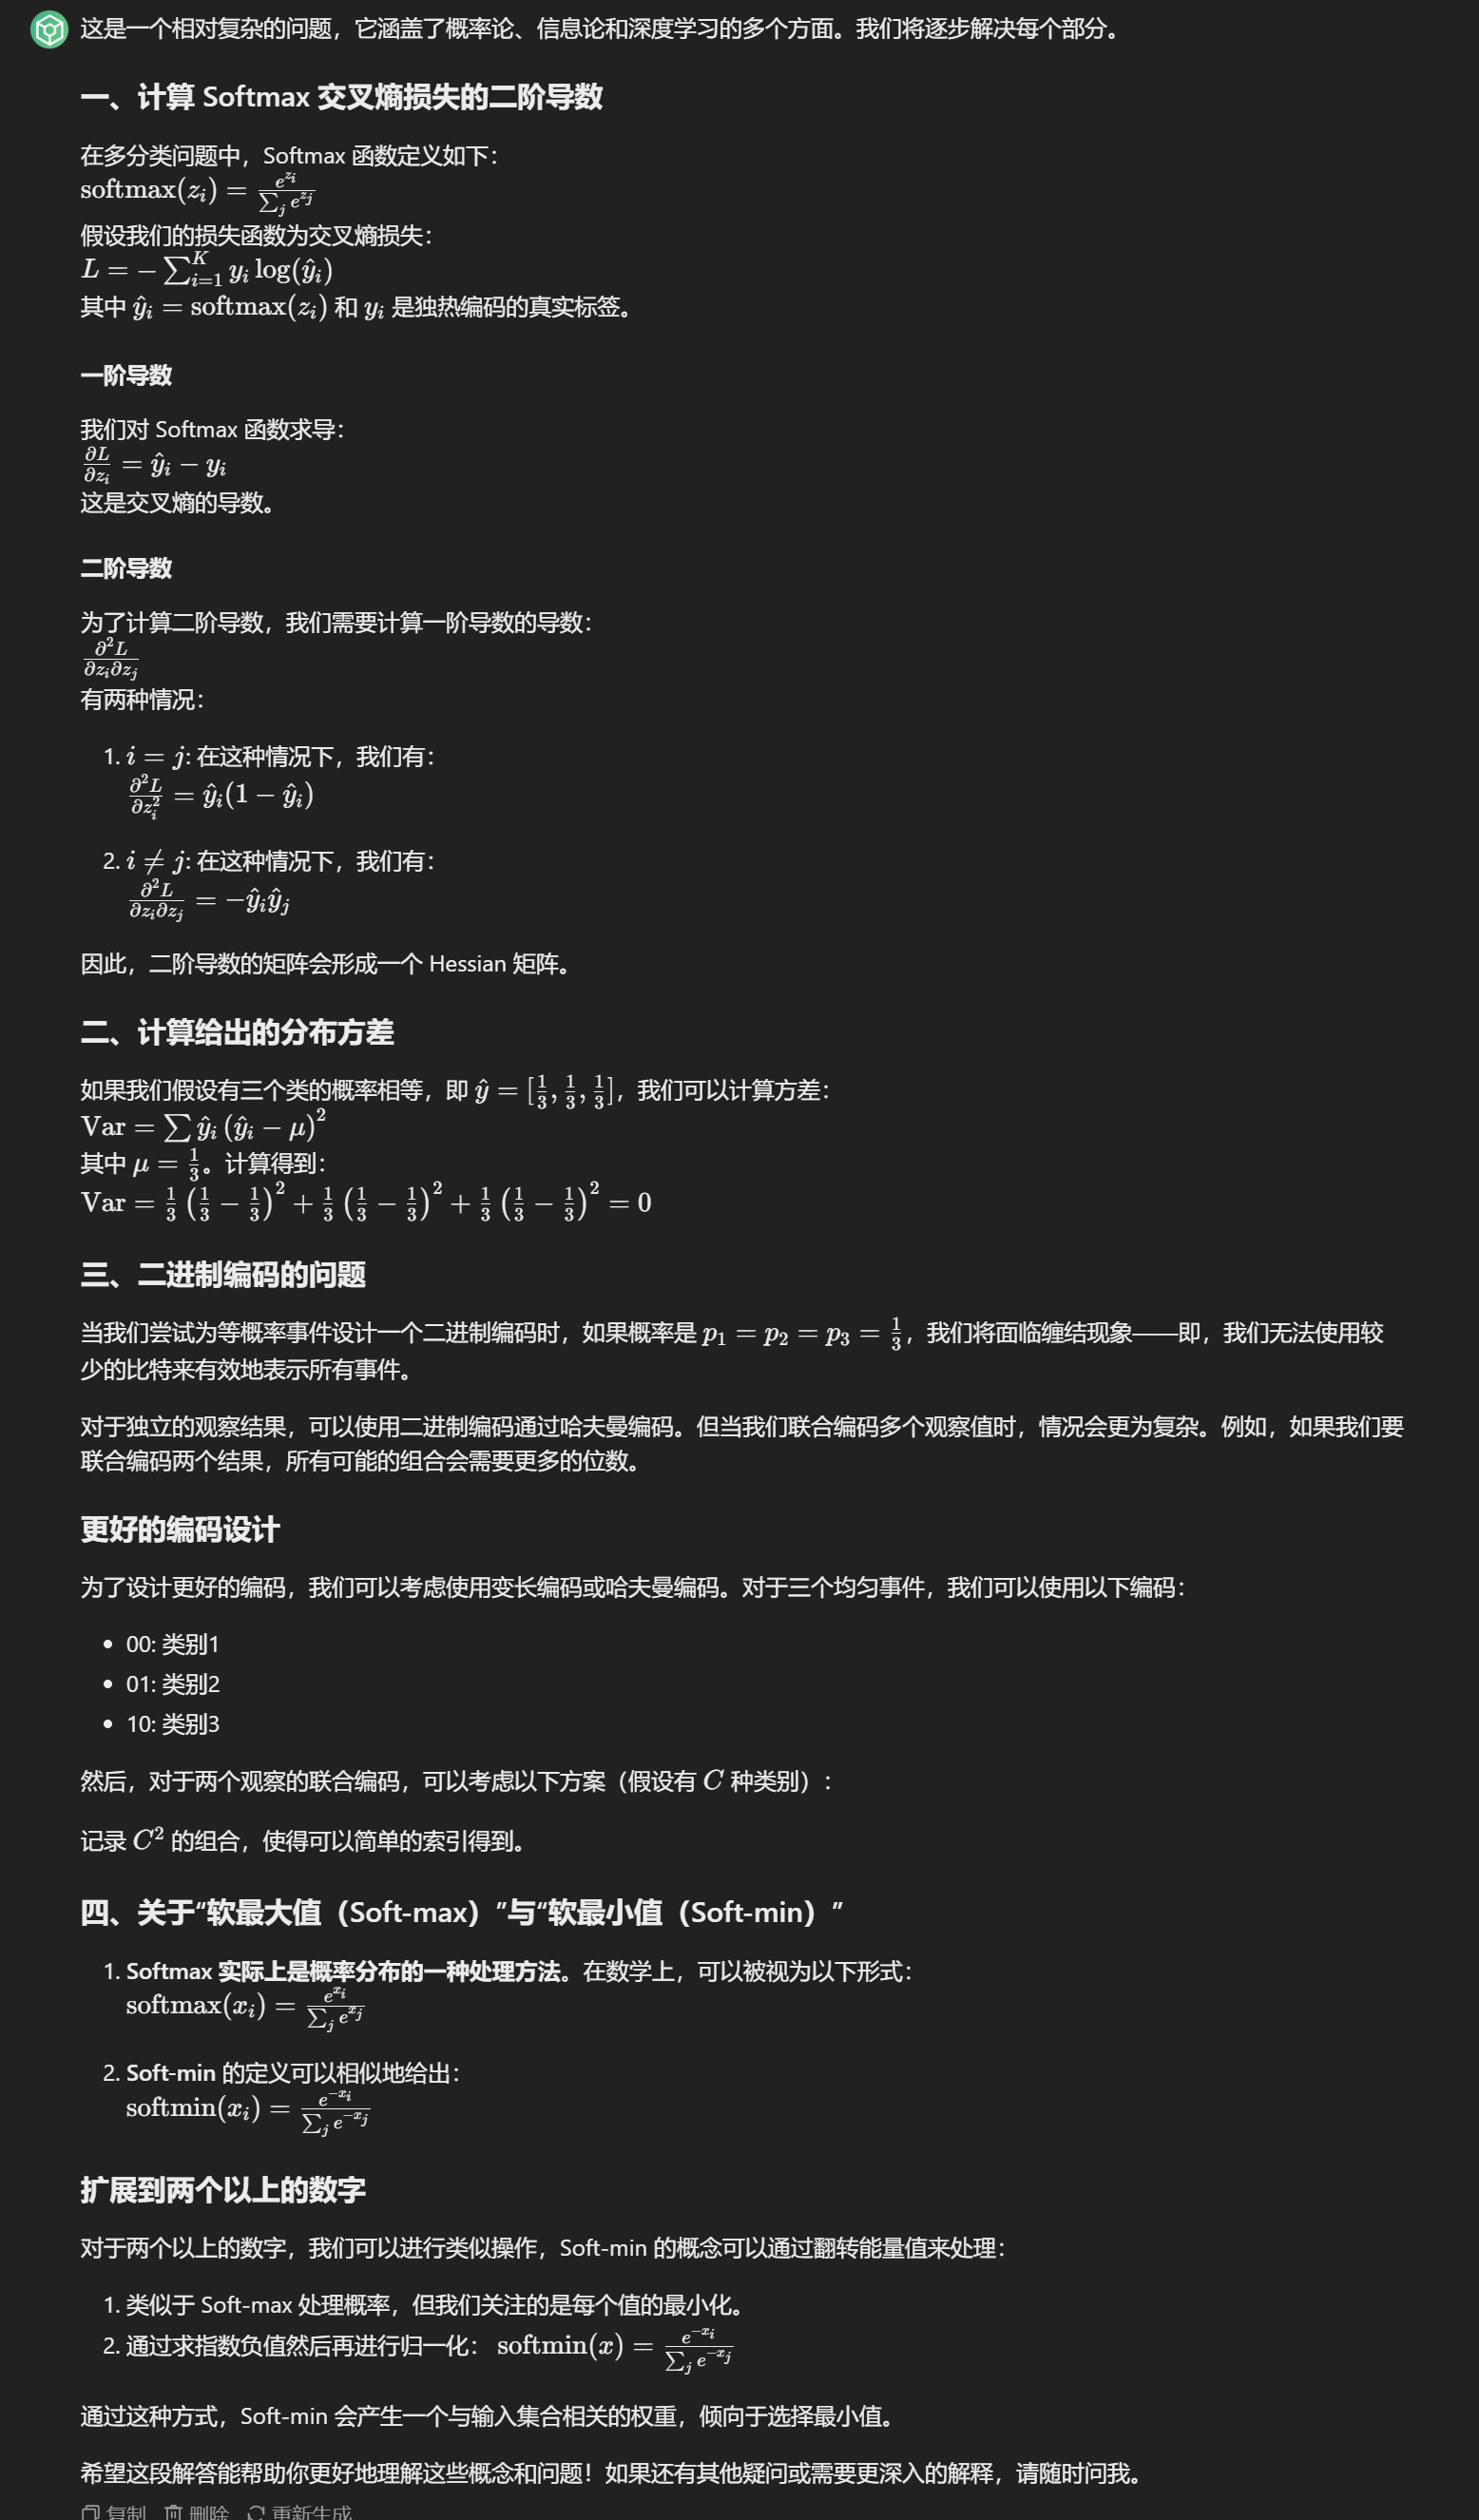 这是一个相对复杂的问题，它涵盖了概率论、信息论和深度学习的多个方面。我们将逐步解决每个部分。
一、计算 Softmax 交叉熵损失的二阶导数
在多分类问题中，Softmax 函数定义如下：
$\text{softmax}(z_i) = \frac{e^{z_i}}{\sum_j e^{z_j}}$
假设我们的损失函数为交叉熵损失：
$L = -\sum_{i=1}^{K} y_i \log(\hat{y}_i)$
其中 $\hat{y}_i = \text{softmax}(z_i)$ 和 $y_i$ 是独热编码的真实标签。
一阶导数
我们对 Softmax 函数求导：
$\frac{\partial L}{\partial z_i} = \hat{y}_i - y_i$
这是交叉熵的导数。
二阶导数
为了计算二阶导数，我们需要计算一阶导数的导数：
$\frac{\partial^2 L}{\partial z_i \partial z_j}$
有两种情况：
1. $i = j$: 在这种情况下，我们有：
$\frac{\partial^2 L}{\partial z_i^2} = \hat{y}_i(1 - \hat{y}_i)$
2. $i \neq j$: 在这种情况下，我们有：
$\frac{\partial^2 L}{\partial z_i \partial z_j} = -\hat{y}_i \hat{y}_j$
因此，二阶导数的矩阵会形成一个 Hessian 矩阵。
二、计算给出的分布方差
如果我们假设有三个类的概率相等，即 $\hat{y} = [\frac{1}{3}, \frac{1}{3}, \frac{1}{3}]$，我们可以计算方差：
$\text{Var} = \sum \hat{y}_i (\hat{y}_i - \mu)^2$
其中 $\mu = \frac{1}{3}$。计算得到：
$\text{Var} = \frac{1}{3}\left(\frac{1}{3} - \frac{1}{3}\right)^2 + \frac{1}{3}\left(\frac{1}{3} - \frac{1}{3}\right)^2 + \frac{1}{3}\left(\frac{1}{3} - \frac{1}{3}\right)^2 = 0$
三、二进制编码的问题
当我们尝试为等概率事件设计一个二进制编码时，如果概率是 $p_1 = p_2 = p_3 = \frac{1}{3}$，我们将面临缠结现象——即，我们无法使用较
少的比特来有效地表示所有事件。
对于独立的观察结果，可以使用二进制编码通过哈夫曼编码。但当我们联合编码多个观察值时，情况会更为复杂。例如，如果我们要
联合编码两个结果，所有可能的组合会需要更多的位数。
更好的编码设计
为了设计更好的编码，我们可以考虑使用变长编码或哈夫曼编码。对于三个均匀事件，我们可以使用以下编码：
• 00: 类别1
• 01: 类别2
• 10: 类别3
然后，对于两个观察的联合编码，可以考虑以下方案（假设有 $C$ 种类别）：
记录 $C^2$ 的组合，使得可以简单的索引得到。
四、关于“软最大值（Soft-max）”与“软最小值（Soft-min）”
1. Softmax 实际上是概率分布的一种处理方法。在数学上，可以被视为以下形式：
$\text{softmax}(x_i) = \frac{e^{x_i}}{\sum_j e^{x_j}}$
2. Soft-min 的定义可以相似地给出：
$\text{softmin}(x_i) = \frac{e^{-x_i}}{\sum_j e^{-x_j}}$
扩展到两个以上的数字
对于两个以上的数字，我们可以进行类似操作，Soft-min 的概念可以通过翻转能量值来处理：
1. 类似于 Soft-max 处理概率，但我们关注的是每个值的最小化。
2. 通过求指数负值然后再进行归一化： $\text{softmin}(x) = \frac{e^{-x_i}}{\sum_j e^{-x_j}}$
通过这种方式，Soft-min 会产生一个与输入集合相关的权重，倾向于选择最小值。
希望这段解答能帮助你更好地理解这些概念和问题！如果还有其他疑问或需要更深入的解释，请随时问我。
复制 删除 重新生成